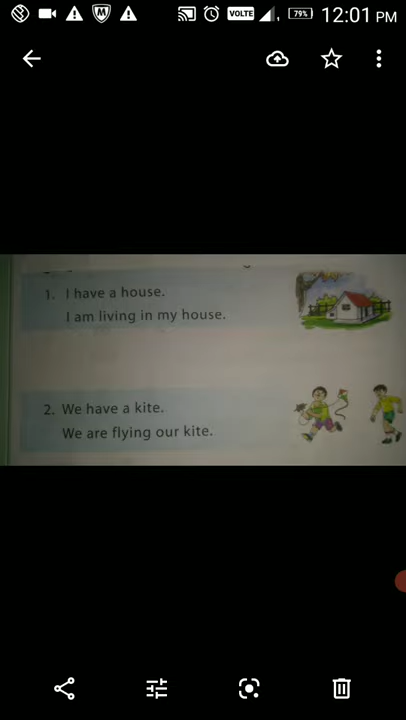 VOLTE 79% 12:01 PM
1. I have a house.
I am living in my house.
2. We have a kite.
We are flying our kite.